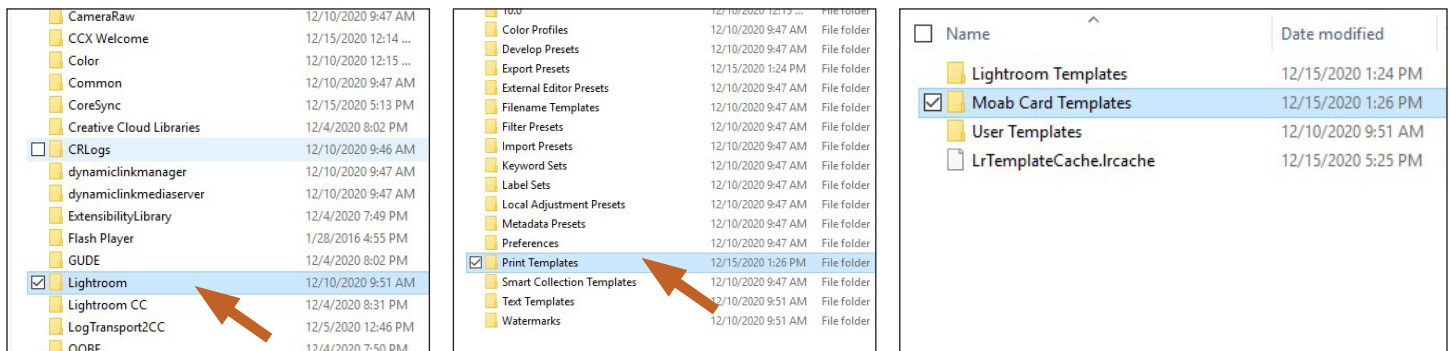 CameraRaw 12/10/2020 9:47 AM
CCX Welcome 12/15/2020 12:14 ...
Color 12/10/2020 12:15 ...
Common 12/10/2020 9:47 AM
CoreSync 12/15/2020 5:13 PM
Creative Cloud Libraries 12/4/2020 8:02 PM
CRLogs 12/10/2020 9:46 AM
dynamiclinkmanager 12/10/2020 9:47 AM
dynamiclinkmediaserver 12/10/2020 9:47 AM
ExtensibilityLibrary 12/4/2020 7:49 PM
Flash Player 1/28/2016 4:55 PM
GUDE 12/4/2020 8:02 PM
Lightroom 12/10/2020 9:51 AM
Lightroom CC 12/4/2020 8:31 PM
LogTransport2CC 12/5/2020 12:46 PM
OOBE 12/4/2020 7:50 PM
10.0 12/10/2020 12:15 ... File folder
Color Profiles 12/10/2020 9:47 AM File folder
Develop Presets 12/10/2020 9:47 AM File folder
Export Presets 12/15/2020 1:24 PM File folder
External Editor Presets 12/10/2020 9:47 AM File folder
Filename Templates 12/10/2020 9:47 AM File folder
Filter Presets 12/10/2020 9:47 AM File folder
Import Presets 12/10/2020 9:47 AM File folder
Keyword Sets 12/10/2020 9:47 AM File folder
Label Sets 12/10/2020 9:47 AM File folder
Local Adjustment Presets 12/10/2020 9:47 AM File folder
Metadata Presets 12/10/2020 9:47 AM File folder
Preferences 12/10/2020 9:47 AM File folder
Print Templates 12/15/2020 1:26 PM File folder
Smart Collection Templates 12/10/2020 9:47 AM File folder
Text Templates 12/10/2020 9:51 AM File folder
Watermarks 12/10/2020 9:51 AM File folder
Name Date modified
Lightroom Templates 12/15/2020 1:24 PM
Moab Card Templates 12/15/2020 1:26 PM
User Templates 12/10/2020 9:51 AM
LrTemplateCache.lrcache 12/15/2020 5:25 PM